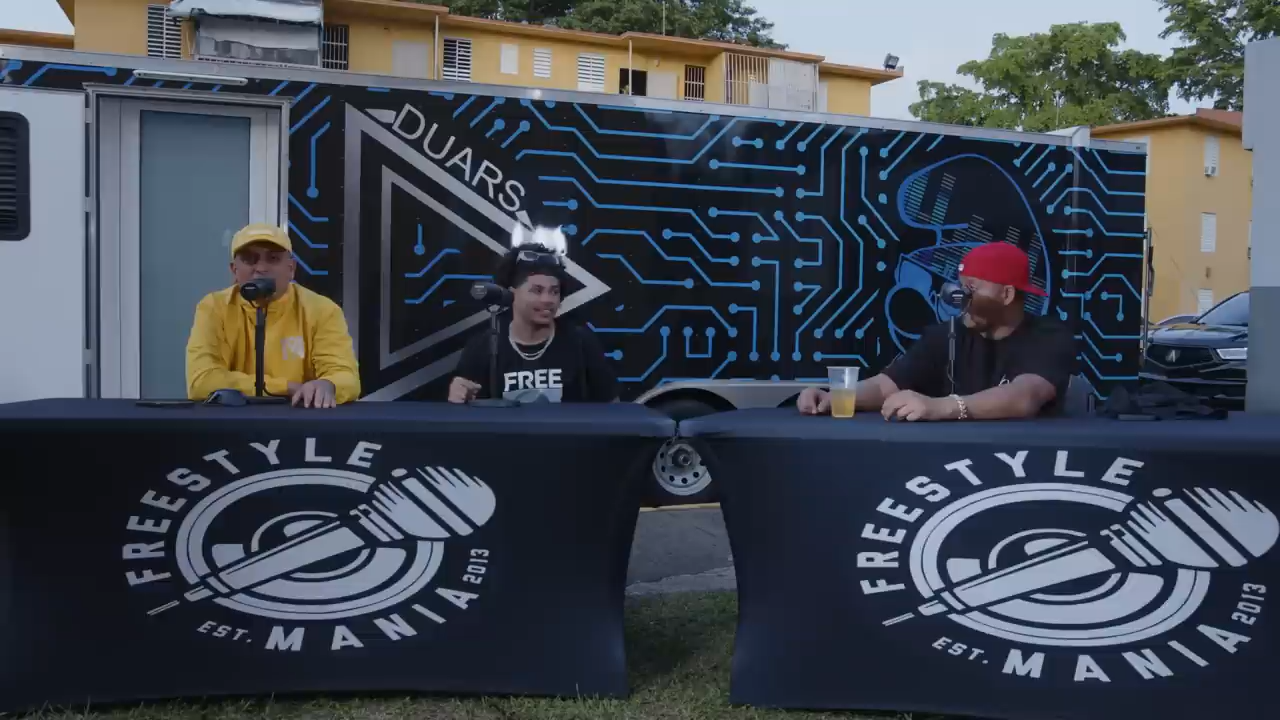 DUARS
FREE
FREESTYLE
MANIA
EST. 2013
FREESTYLE
MANIA
EST. 2013